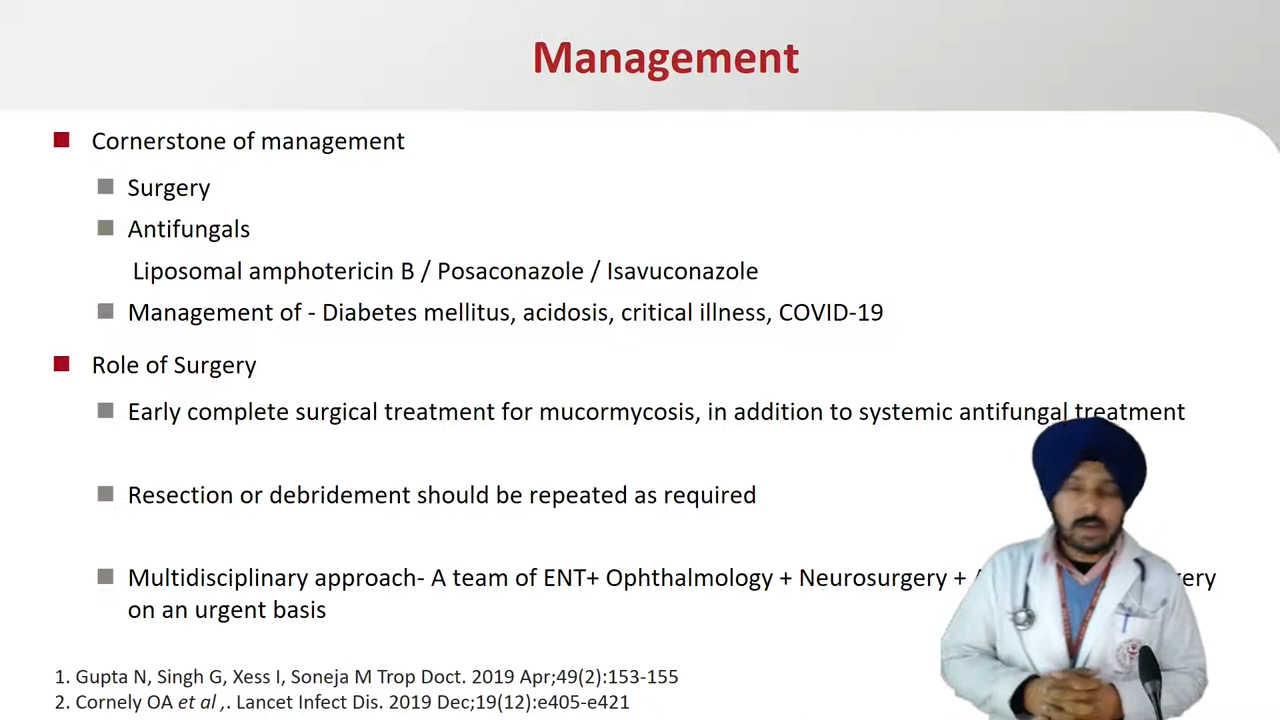 Management
Cornerstone of management
Surgery
Antifungals
Liposomal amphotericin B / Posaconazole / Isavuconazole
Management of - Diabetes mellitus, acidosis, critical illness, COVID-19
Role of Surgery
Early complete surgical treatment for mucormycosis, in addition to systemic antifungal treatment
Resection or debridement should be repeated as required
Multidisciplinary approach- A team of ENT+ Ophthalmology + Neurosurgery +
on an urgent basis
1. Gupta N, Singh G, Xess I, Soneja M Trop Doct. 2019 Apr;49(2):153-155
2. Cornely OA et al ,. Lancet Infect Dis. 2019 Dec;19(12):e405-e421